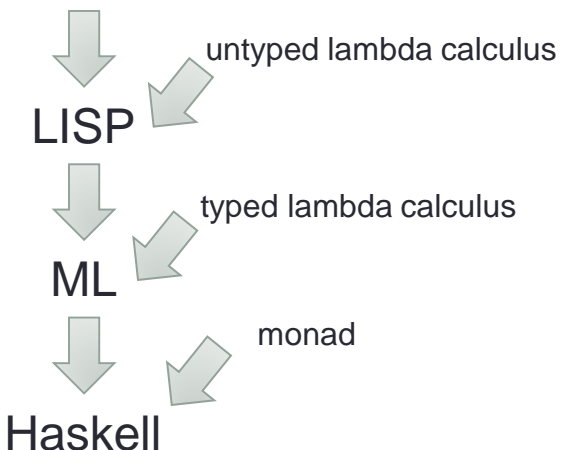 untyped lambda calculus
LISP
typed lambda calculus
ML
monad
Haskell